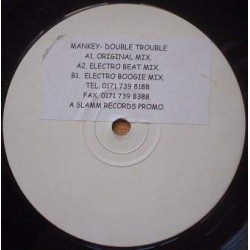 MANKEY- DOUBLE TROUBLE
A1. ORIGINAL MIX.
A2. ELECTRO BEAT MIX.
B1. ELECTRO BOOGIE MIX.
TEL. 0171 739 8188
FAX. 0171 739 8388.
A SLAMM RECORDS PROMO.